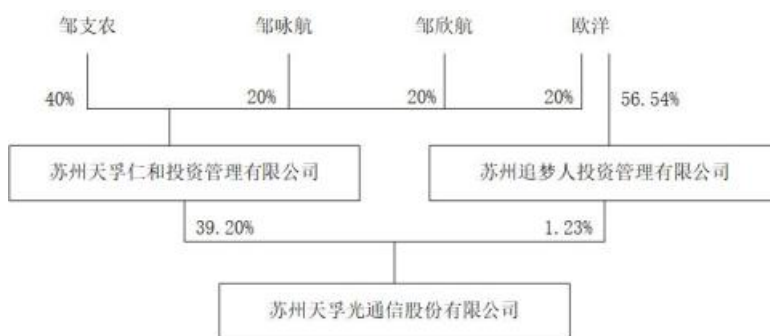 邹支农 邹咏航 邹欣航 欧洋
40% 20% 20% 20% 56.54%
苏州天孚仁和投资管理有限公司 苏州追梦人投资管理有限公司
39.20% 1.23%
苏州天孚光通信股份有限公司